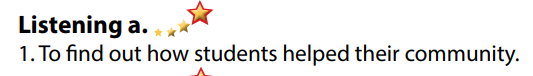 Listening a.
1. To find out how students helped their community.